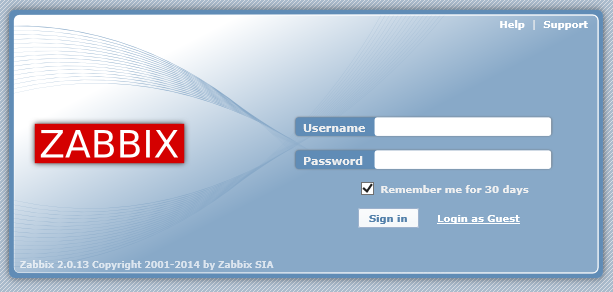 Help | Support
ZABBIX
Username
Password
Remember me for 30 days
Sign in Login as Guest
Zabbix 2.0.13 Copyright 2001-2014 by Zabbix SIA